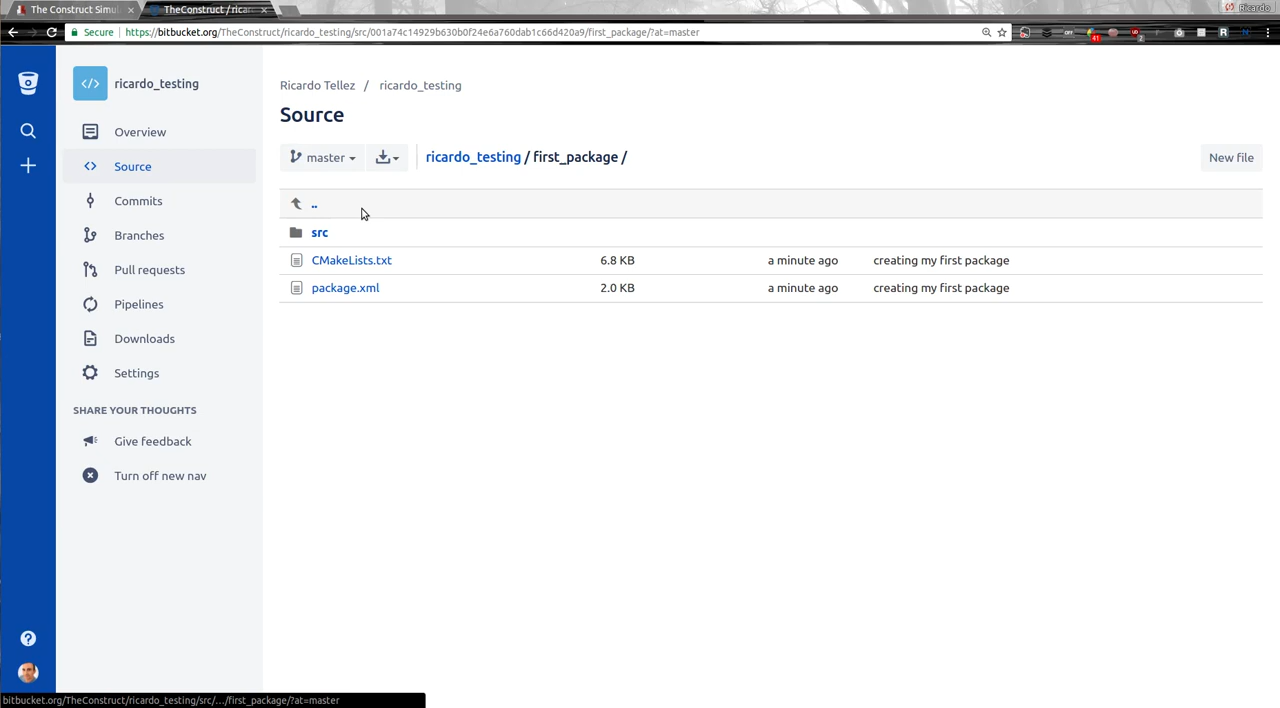 The Construct Simul
TheConstruct / ricar
Ricardo
Secure
https://bitbucket.org/TheConstruct/ricardo_testing/src/001a74c14929b630b0f24e6a760dab1c66d420a9/first_package/?at=master
41
2
ricardo_testing
Overview
Source
Commits
Branches
Pull requests
Pipelines
Downloads
Settings
SHARE YOUR THOUGHTS
Give feedback
Turn off new nav
Ricardo Tellez / ricardo_testing
Source
master
ricardo_testing / first_package /
New file
..
src
CMakeLists.txt 6.8 KB a minute ago creating my first package
package.xml 2.0 KB a minute ago creating my first package
bitbucket.org/TheConstruct/ricardo_testing/src/.../first_package/?at=master